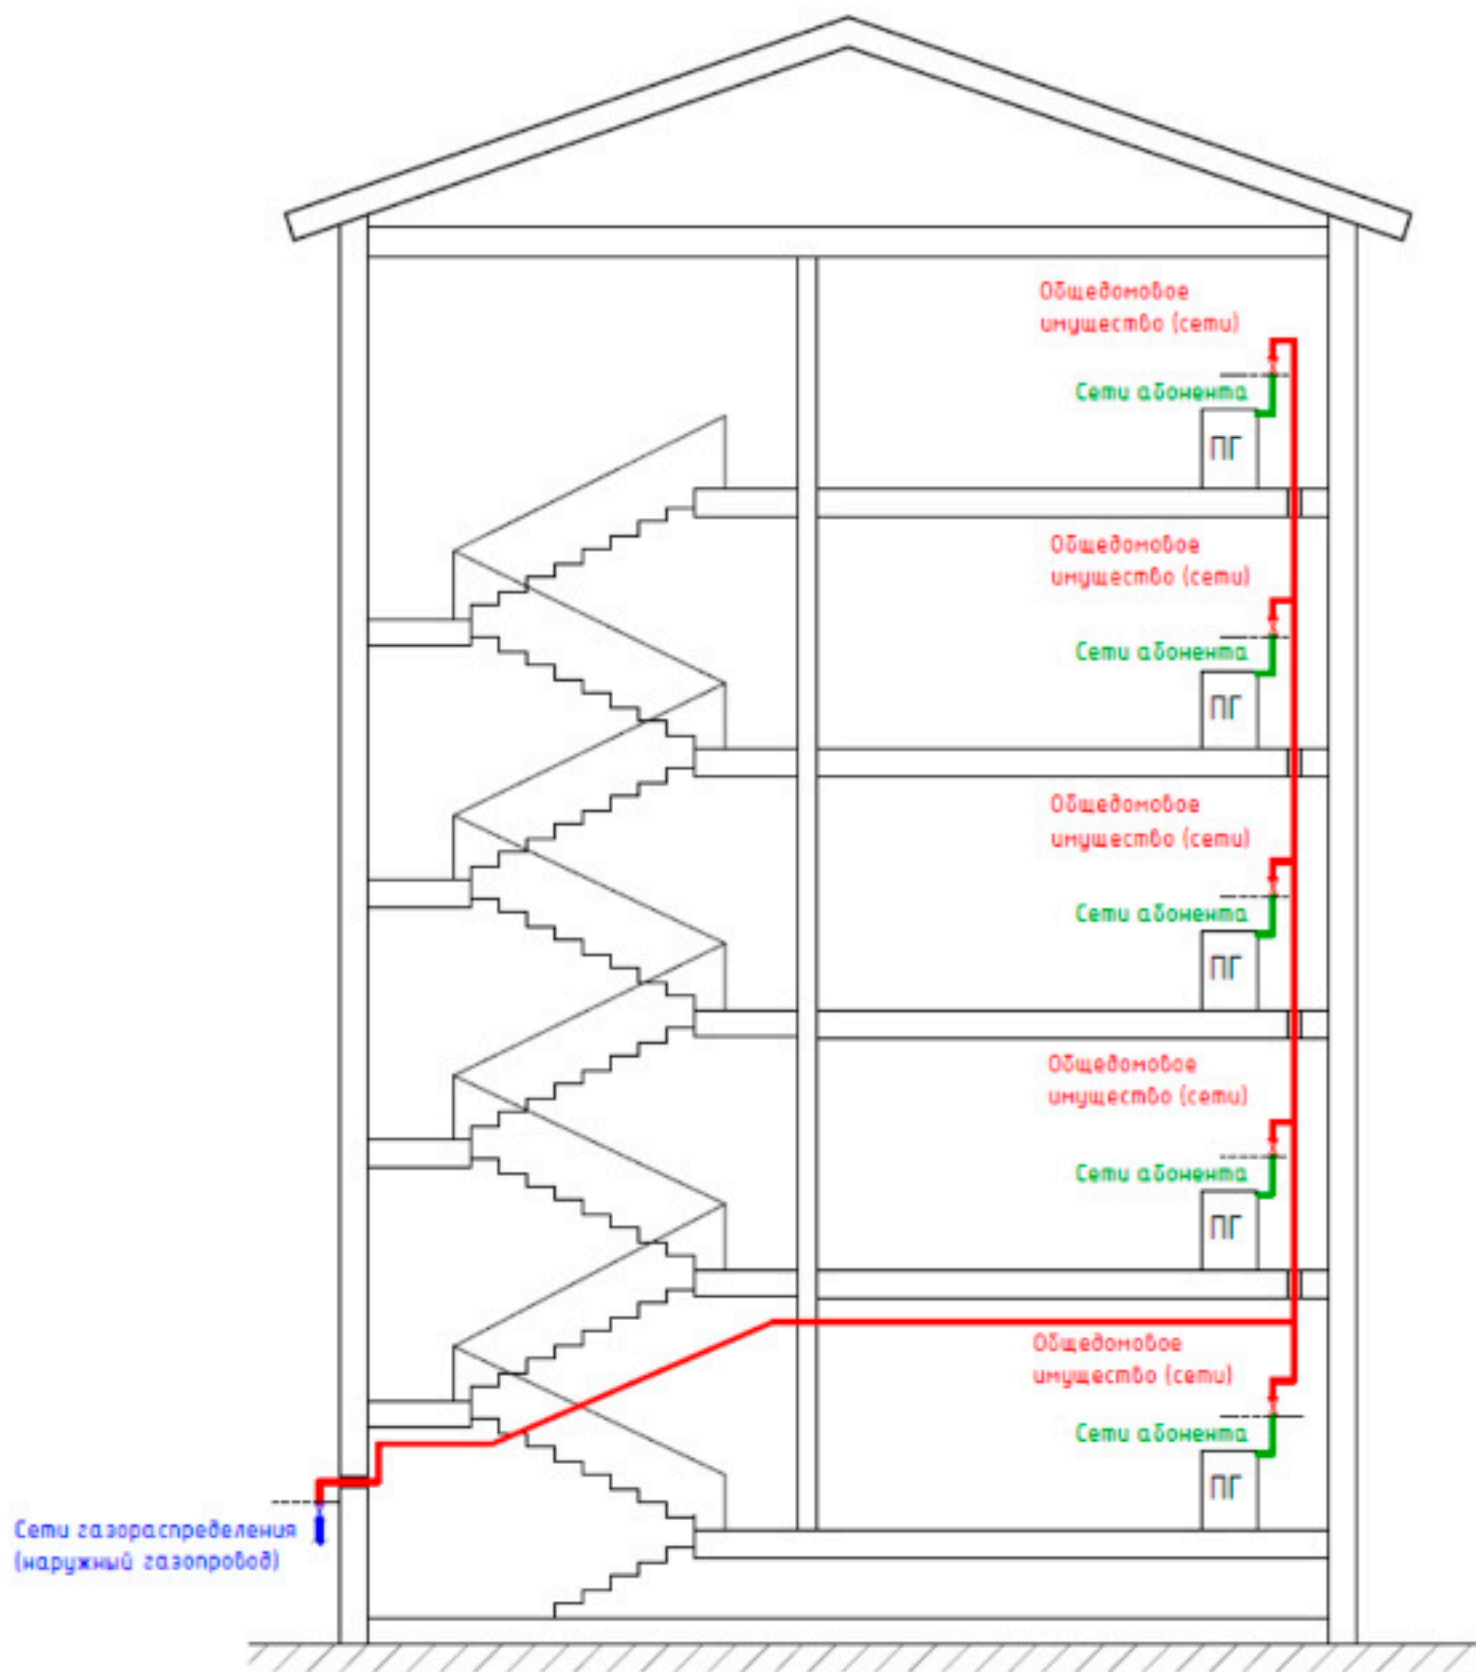 Общедомовое
имущество (сети)
Сети абонента
ПГ
Общедомовое
имущество (сети)
Сети абонента
ПГ
Общедомовое
имущество (сети)
Сети абонента
ПГ
Общедомовое
имущество (сети)
Сети абонента
ПГ
Общедомовое
имущество (сети)
Сети абонента
ПГ
Сети газораспределения
(наружный газопровод)